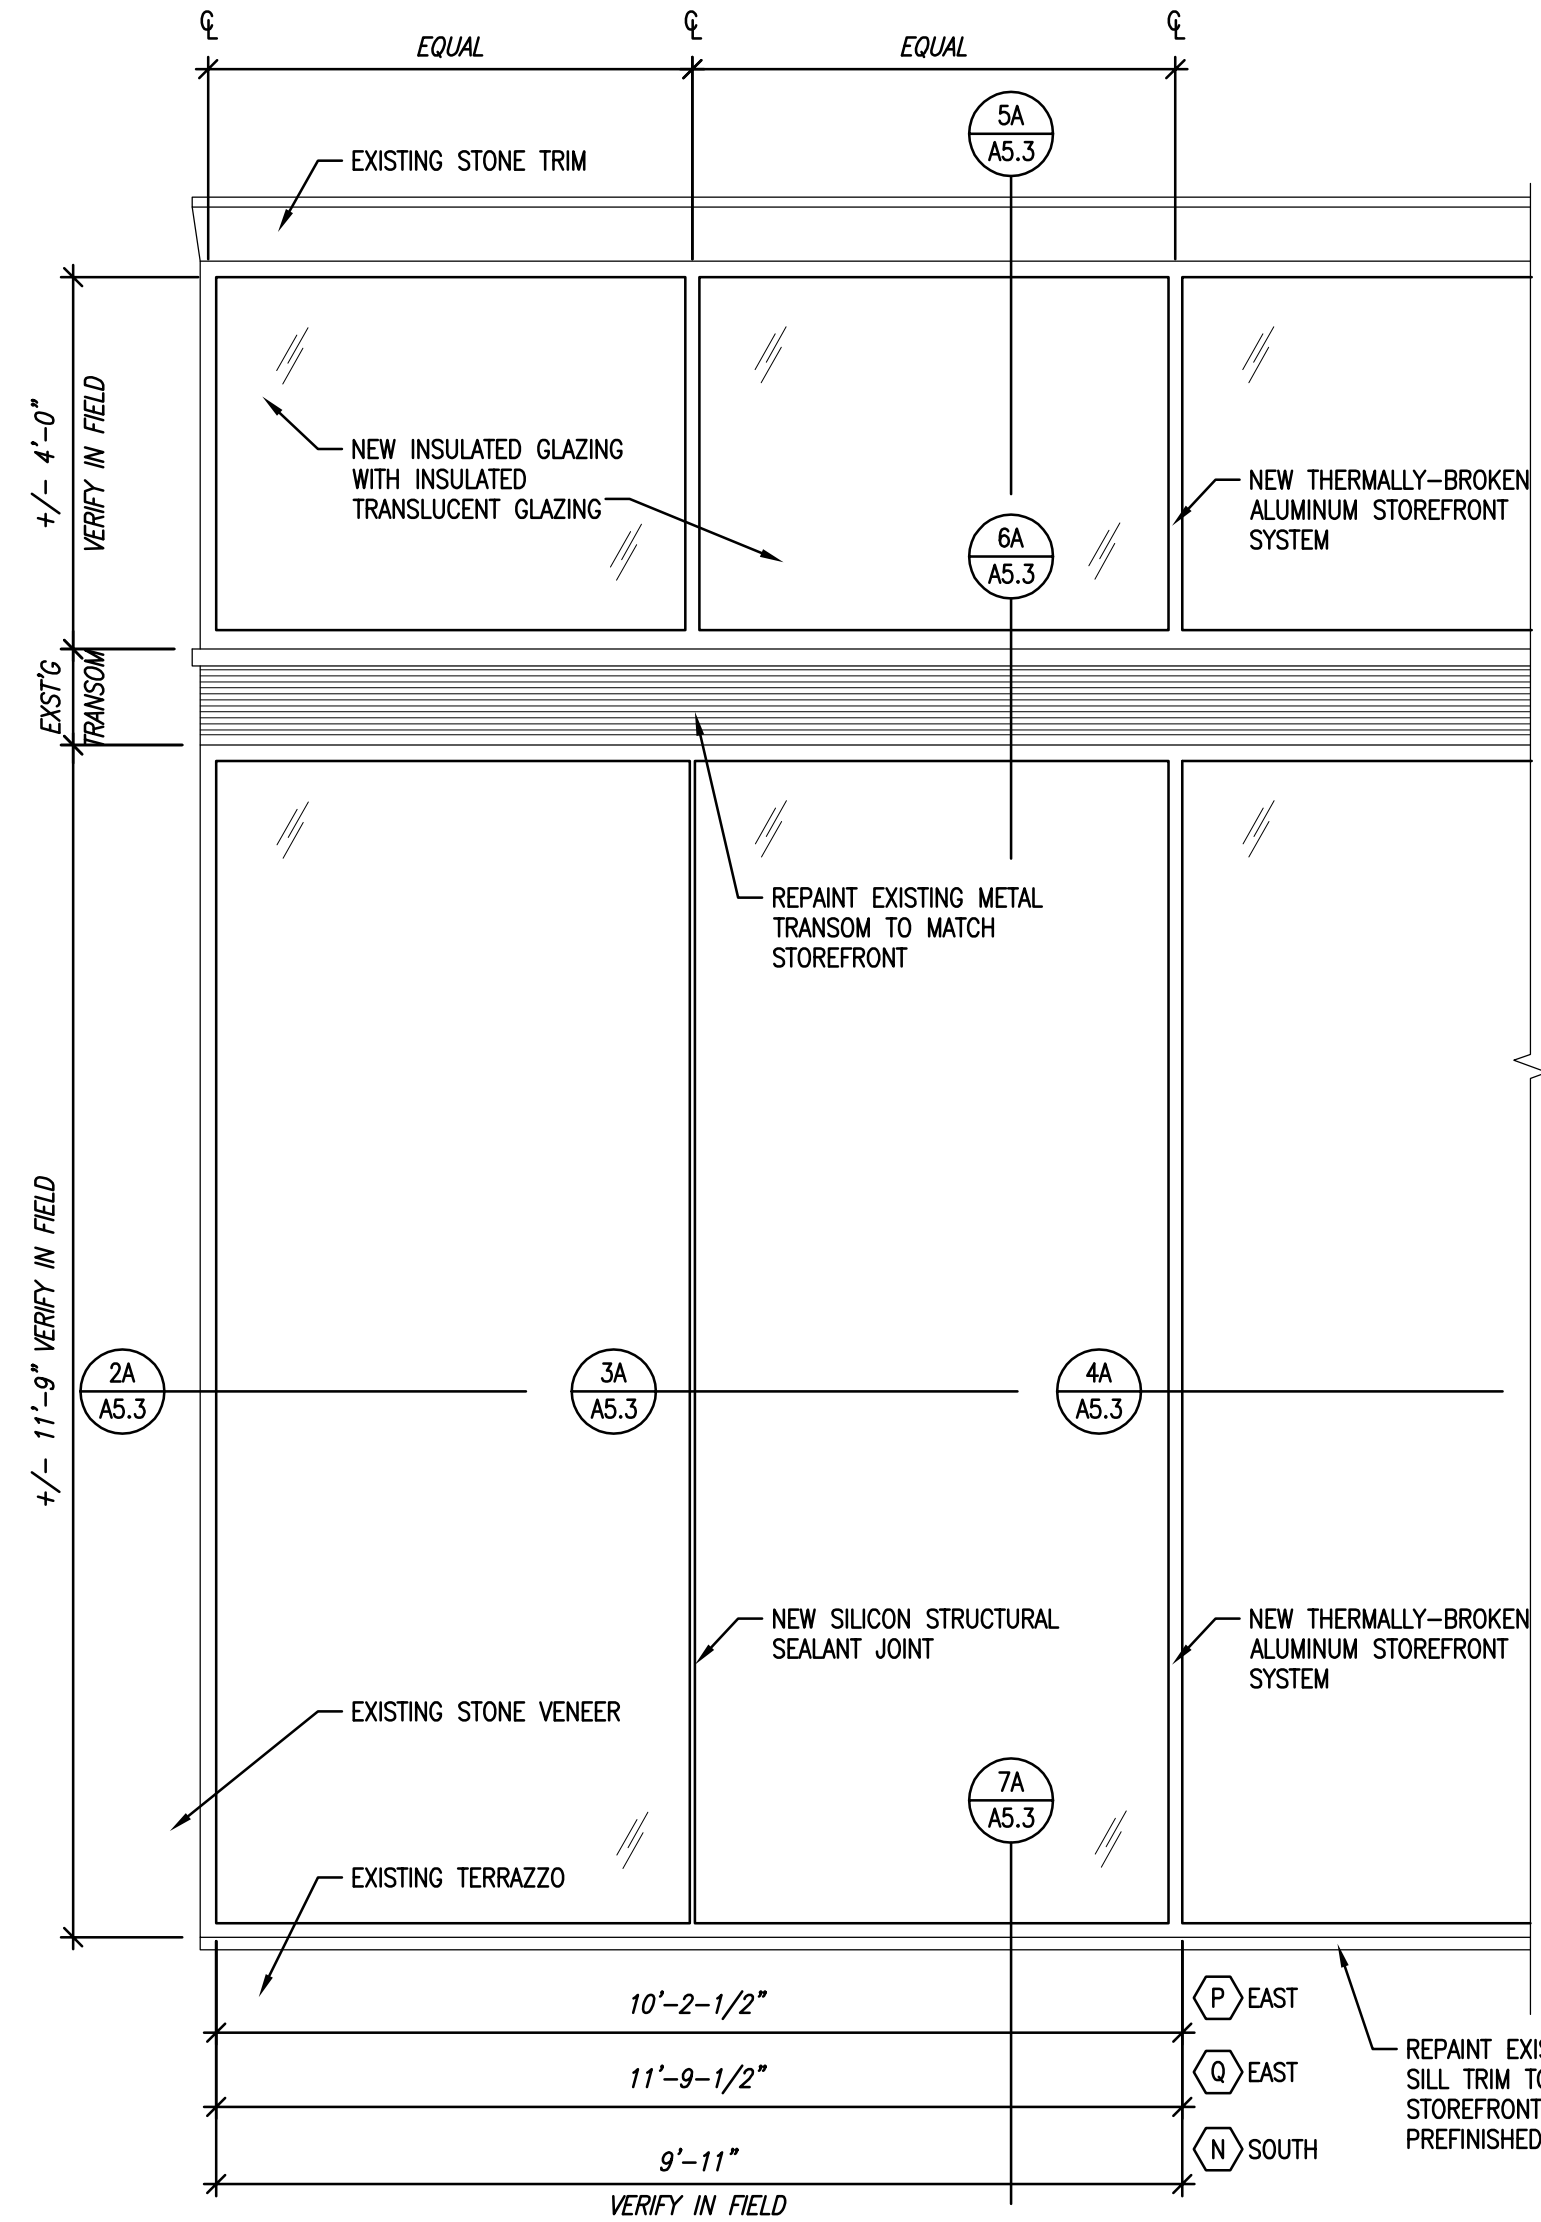 ℄ ℄ ℄
EQUAL EQUAL
5A
A5.3
EXISTING STONE TRIM
+/- 4'-0"
VERIFY IN FIELD
NEW INSULATED GLAZING
WITH INSULATED
TRANSLUCENT GLAZING
6A
A5.3
NEW THERMALLY-BROKEN
ALUMINUM STOREFRONT
SYSTEM
EXST'G
TRANSOM
REPAINT EXISTING METAL
TRANSOM TO MATCH
STOREFRONT
+/- 11'-9" VERIFY IN FIELD
2A
A5.3
3A
A5.3
4A
A5.3
NEW SILICON STRUCTURAL
SEALANT JOINT
NEW THERMALLY-BROKEN
ALUMINUM STOREFRONT
SYSTEM
EXISTING STONE VENEER
7A
A5.3
EXISTING TERRAZZO
10'-2-1/2"
P EAST
11'-9-1/2"
Q EAST
9'-11"
N SOUTH
VERIFY IN FIELD
REPAINT
SILL TRIM
STOREFRONT
PREFINISHED